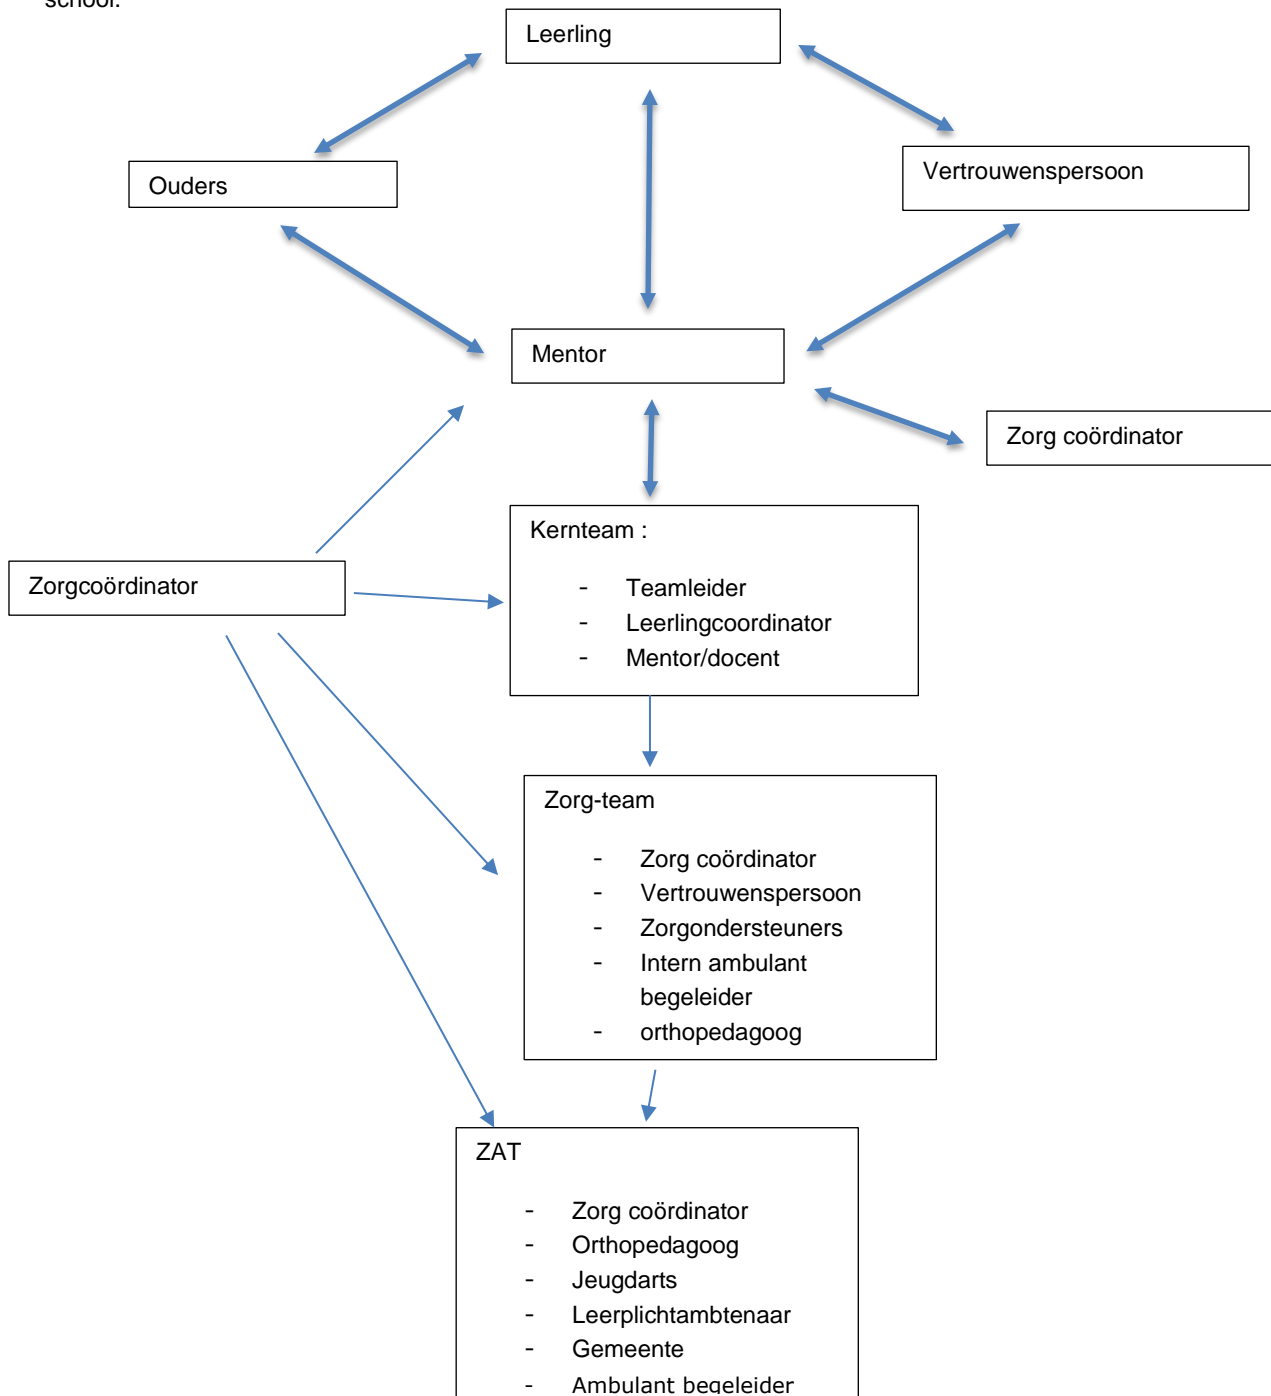 school.
Leerling
Ouders
Vertrouwenspersoon
Mentor
Zorg coördinator
Kernteam :
- Teamleider
- Leerlingcoordinator
- Mentor/docent
Zorgcoördinator
Zorg-team
- Zorg coördinator
- Vertrouwenspersoon
- Zorgondersteuners
- Intern ambulant
begeleider
- orthopedagoog
ZAT
- Zorg coördinator
- Orthopedagoog
- Jeugdarts
- Leerplichtambtenaar
- Gemeente
- Ambulant begeleider